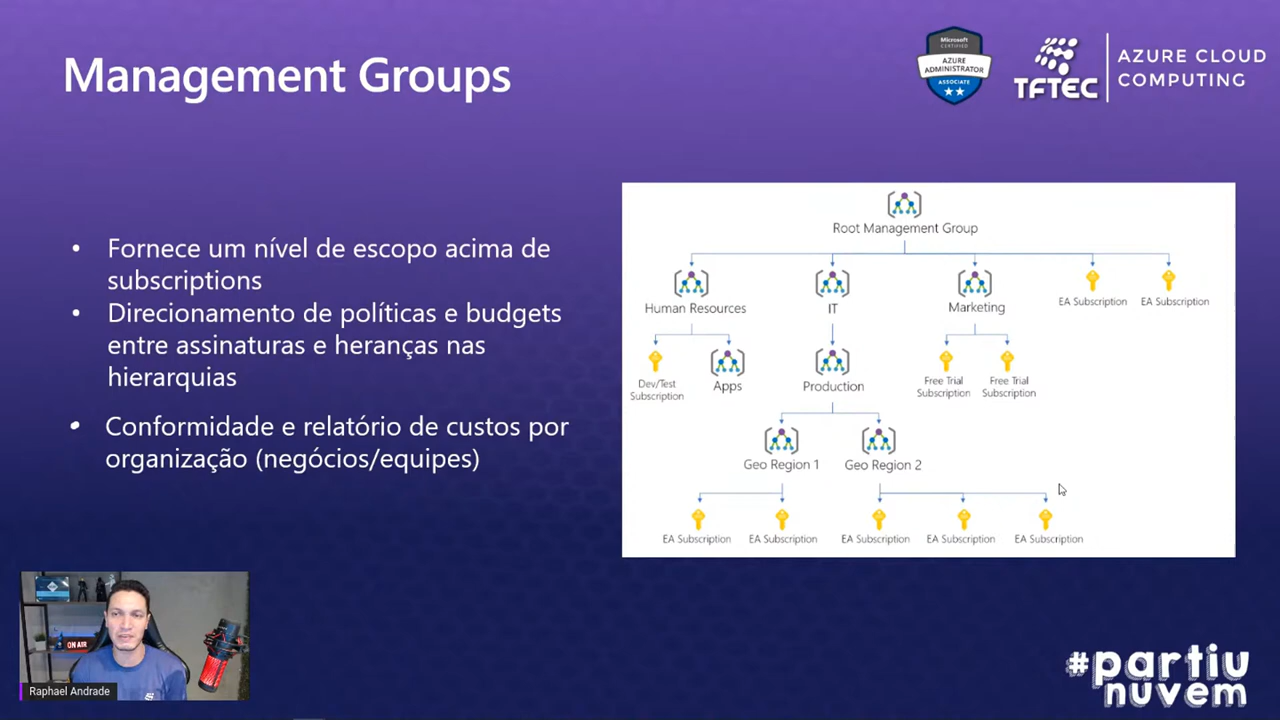 Management Groups
Microsoft
CERTIFIED
AZURE
ADMINISTRATOR
ASSOCIATE
TFTEC
AZURE CLOUD
COMPUTING
• Fornece um nível de escopo acima de
subscriptions
• Direcionamento de políticas e budgets
entre assinaturas e heranças nas
hierarquias
• Conformidade e relatório de custos por
organização (negócios/equipes)
Root Management Group
Human Resources
IT
Marketing
EA Subscription
EA Subscription
Dev/Test
Subscription
Apps
Production
Free Trial
Subscription
Free Trial
Subscription
Geo Region 1
Geo Region 2
EA Subscription
EA Subscription
EA Subscription
EA Subscription
EA Subscription
ON AIR
Raphael Andrade
#partiu
nuvem